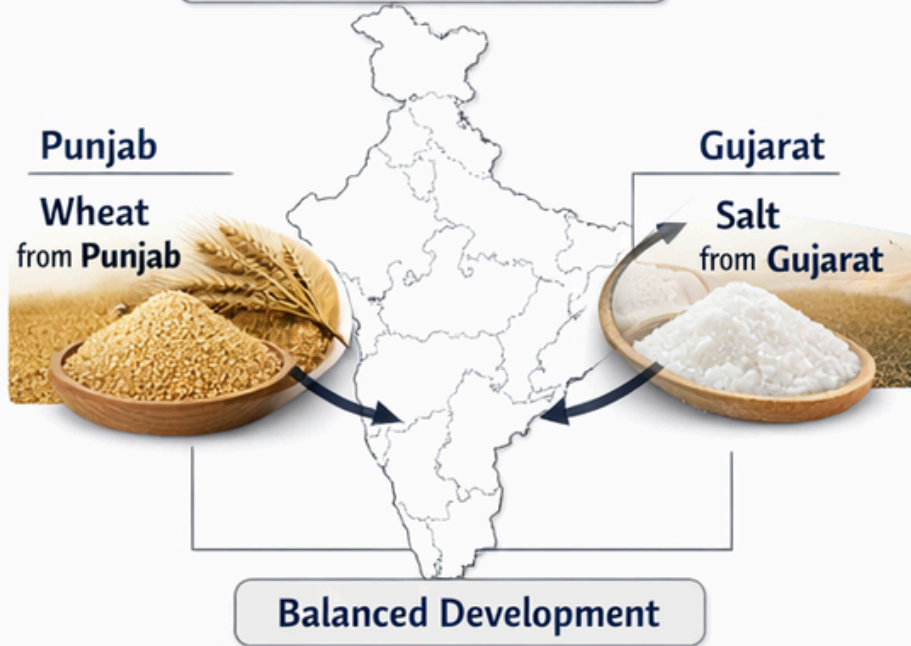 Punjab
Wheat
from Punjab
Gujarat
Salt
from Gujarat
Balanced Development